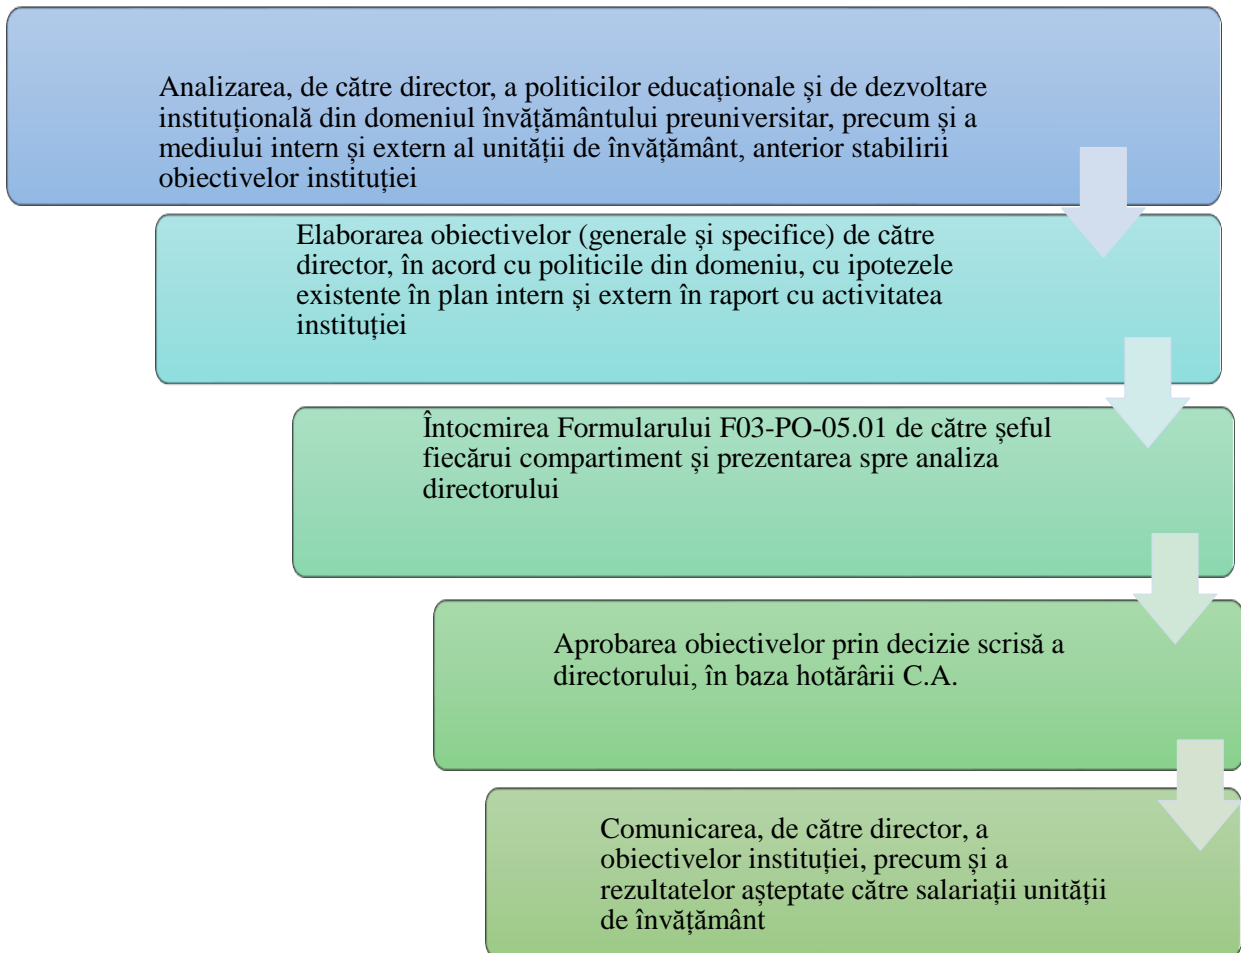 Analizarea, de către director, a politicilor educaționale și de dezvoltare
instituțională din domeniul învățământului preuniversitar, precum și a
mediului intern și extern al unității de învățământ, anterior stabilirii
obiectivelor instituției
Elaborarea obiectivelor (generale și specifice) de către
director, în acord cu politicile din domeniu, cu ipotezele
existente în plan intern și extern în raport cu activitatea
instituției
Întocmirea Formularului F03-PO-05.01 de către șeful
fiecărui compartiment și prezentarea spre analiza
directorului
Aprobarea obiectivelor prin decizie scrisă a
directorului, în baza hotărârii C.A.
Comunicarea, de către director, a
obiectivelor instituției, precum și a
rezultatelor așteptate către salariații unității
de învățământ